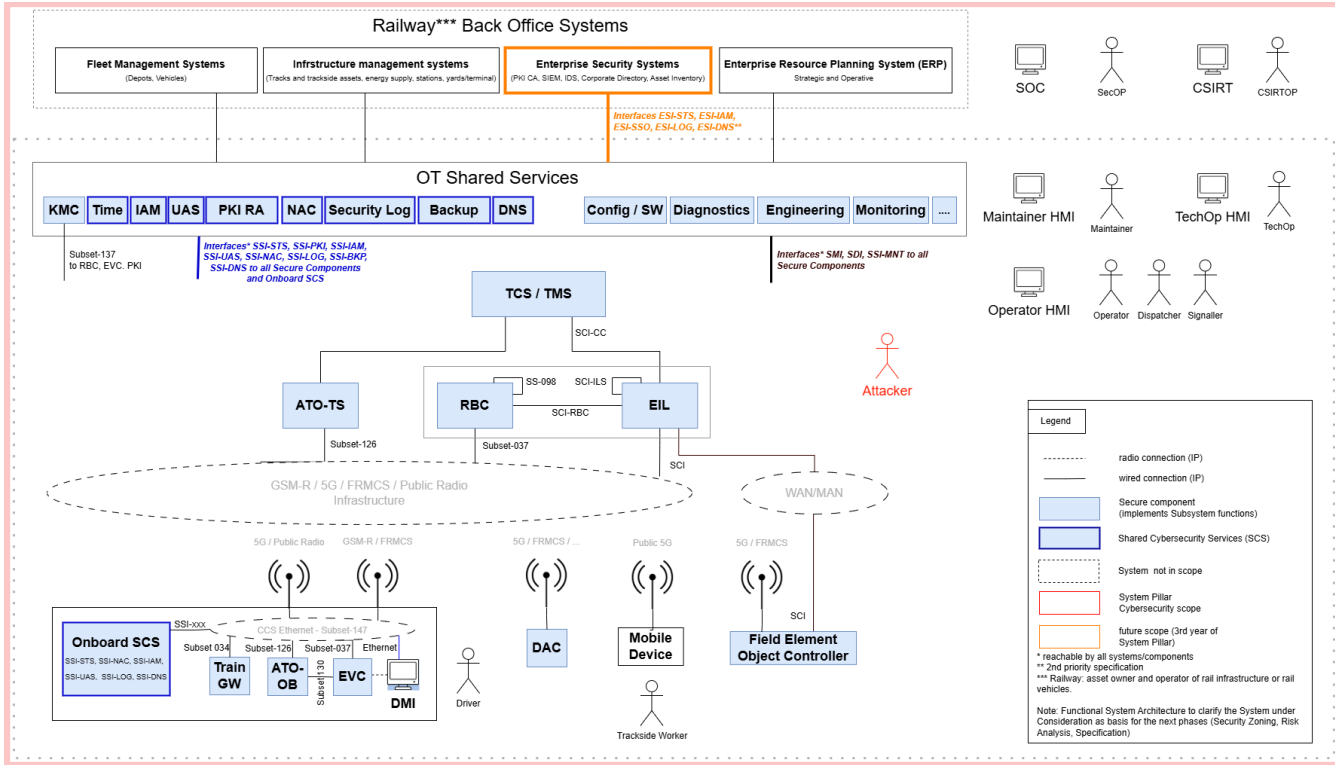 Railway*** Back Office Systems
Fleet Management Systems
(Depots, Vehicles)
Infrstructure management systems
(Tracks and trackside assets, energy supply, stations, yards/terminal)
Enterprise Security Systems
(PKI CA, SIEM, IDS, Corporate Directory, Asset Inventory)
Enterprise Resource Planning System (ERP)
Strategic and Operative
SOC
SecOP
CSIRT
CSIRTOP
Interfaces ESI-STS, ESI-IAM,
ESI-SSO, ESI-LOG, ESI-DNS**
OT Shared Services
KMC
Time
IAM
UAS
PKI RA
NAC
Security Log
Backup
DNS
Config / SW
Diagnostics
Engineering
Monitoring
....
Maintainer HMI
Maintainer
TechOp HMI
TechOp
Subset-137
to RBC, EVC. PKI
Interfaces* SSI-STS, SSI-PKI, SSI-IAM,
SSI-UAS, SSI-NAC, SSI-LOG, SSI-BKP,
SSI-DNS to all Secure Components
and Onboard SCS
Interfaces* SMI, SDI, SSI-MNT to all
Secure Components
Operator HMI
Operator
Dispatcher
Signaller
TCS / TMS
SCI-CC
Attacker
ATO-TS
RBC
SS-098
SCI-ILS
SCI-RBC
EIL
Subset-126
Subset-037
SCI
GSM-R / 5G / FRMCS / Public Radio
Infrastructure
WAN/MAN
5G / Public Radio
GSM-R / FRMCS
5G / FRMCS / ...
Public 5G
5G / FRMCS
SCI
Onboard SCS
SSI-STS, SSI-NAC, SSI-IAM,
SSI-UAS, SSI-LOG, SSI-DNS
SSI-xxx
CCS Ethernet - Subset-147
Subset 034
Subset-126
Subset-037
Ethernet
Train
GW
ATO-
OB
Subset 130
EVC
DMI
Driver
DAC
Mobile
Device
Trackside Worker
Field Element
Object Controller
Legend
radio connection (IP)
wired connection (IP)
Secure component
(implements Subsystem functions)
Shared Cybersecurity Services (SCS)
System not in scope
System Pillar
Cybersecurity scope
future scope (3rd year of
System Pillar)
* reachable by all systems/components
** 2nd priority specification
*** Railway: asset owner and operator of rail infrastructure or rail
vehicles.
Note: Functional System Architecture to clarify the System under
Consideration as basis for the next phases (Security Zoning, Risk
Analysis, Specification)